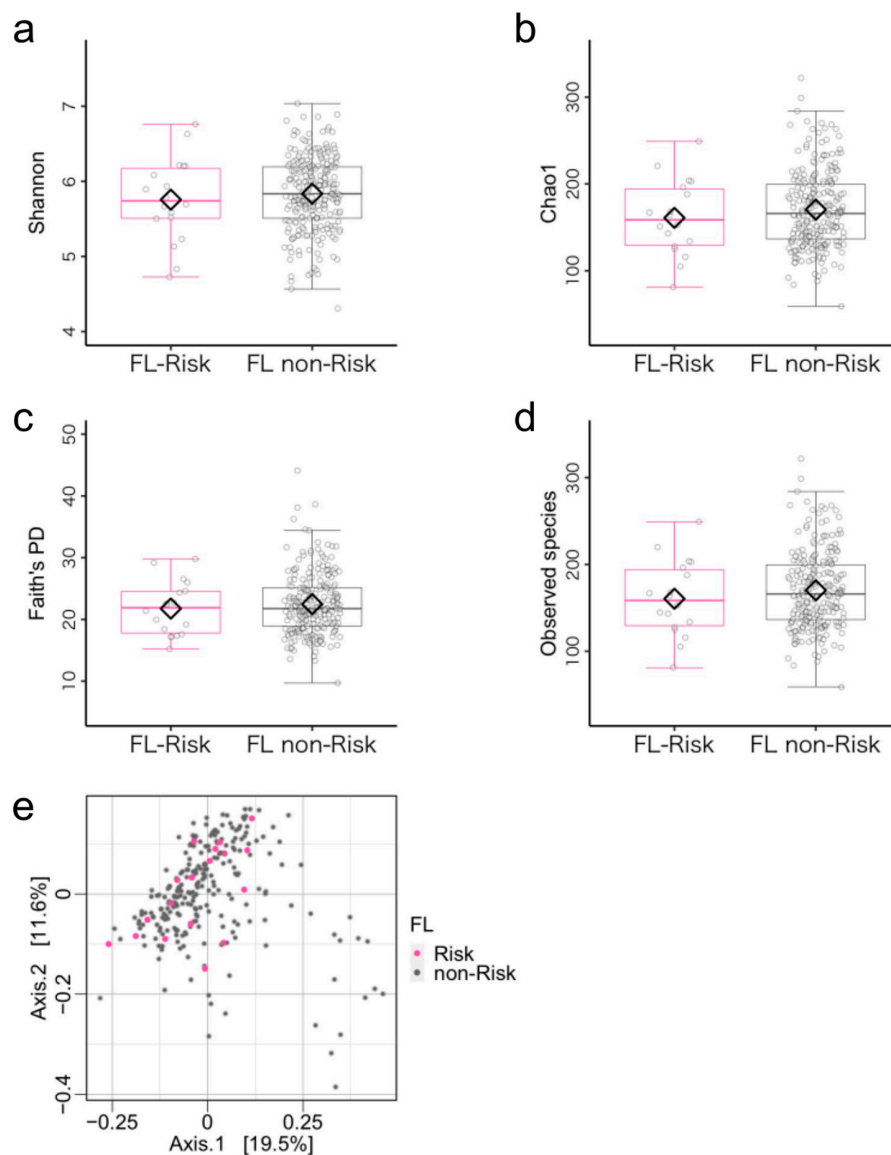 a
Shannon
7
6
5
4
FL-Risk FL non-Risk
b
Chao1
300
200
100
FL-Risk FL non-Risk
c
Faith's PD
50
40
30
20
10
FL-Risk FL non-Risk
d
Observed species
300
200
100
FL-Risk FL non-Risk
e
Axis.2 [11.6%]
0
−0.2
−0.4
−0.25 0 0.25
Axis.1 [19.5%]
FL
Risk
non-Risk